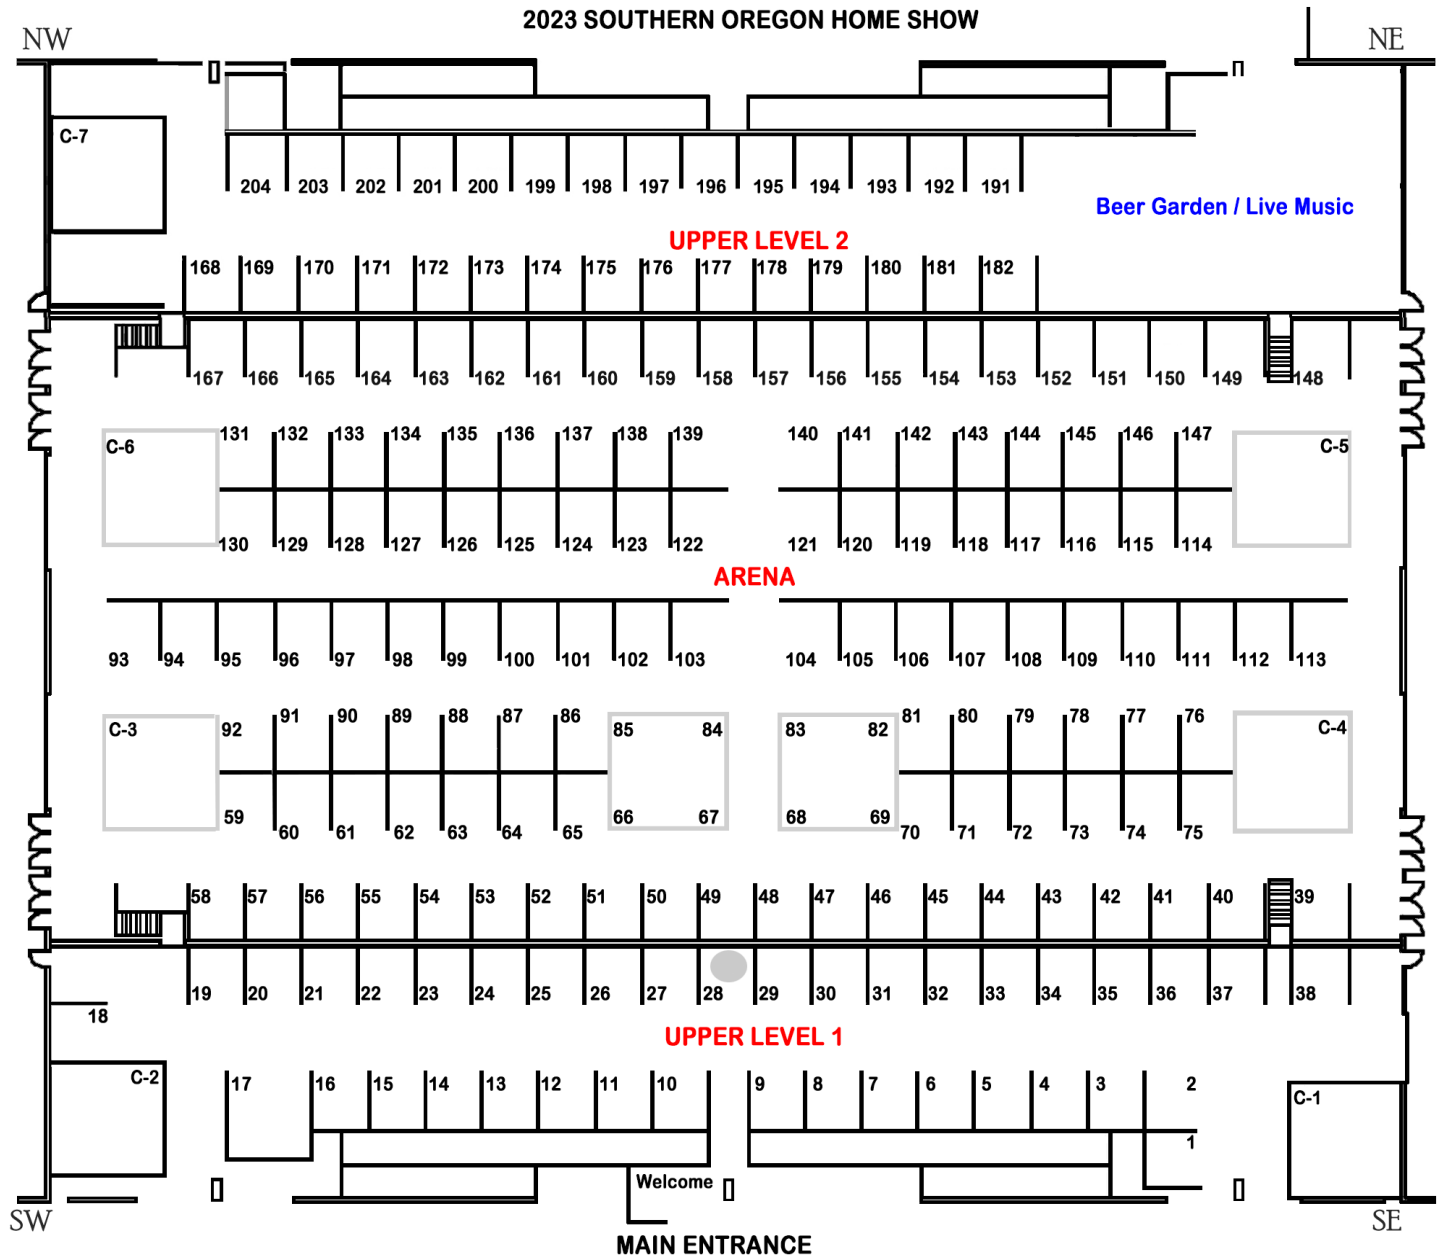 2023 SOUTHERN OREGON HOME SHOW
NW NE
C-7
204 203 202 201 200 199 198 197 196 195 194 193 192 191
Beer Garden / Live Music
UPPER LEVEL 2
168 169 170 171 172 173 174 175 176 177 178 179 180 181 182
167 166 165 164 163 162 161 160 159 158 157 156 155 154 153 152 151 150 149 148
131 132 133 134 135 136 137 138 139 140 141 142 143 144 145 146 147
C-6 C-5
130 129 128 127 126 125 124 123 122 121 120 119 118 117 116 115 114
ARENA
93 94 95 96 97 98 99 100 101 102 103 104 105 106 107 108 109 110 111 112 113
91 90 89 88 87 86 81 80 79 78 77 76
C-3 92 85 84 83 82 C-4
59 66 67 68 69
60 61 62 63 64 65 70 71 72 73 74 75
58 57 56 55 54 53 52 51 50 49 48 47 46 45 44 43 42 41 40 39
19 20 21 22 23 24 25 26 27 28 29 30 31 32 33 34 35 36 37 38
18
UPPER LEVEL 1
C-2 17 16 15 14 13 12 11 10 9 8 7 6 5 4 3 2
C-1
1
Welcome
SW SE
MAIN ENTRANCE